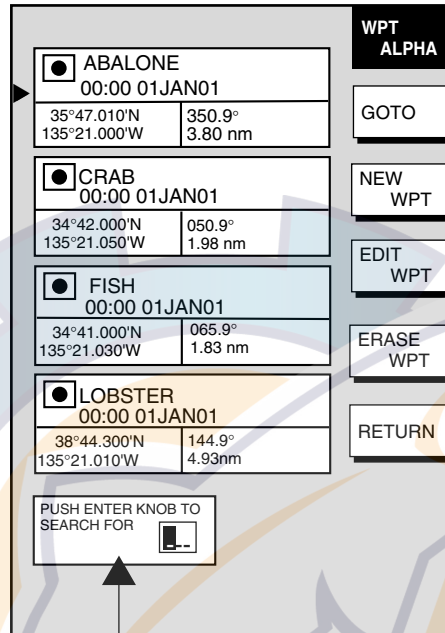 WPT
ALPHA
ABALONE
00:00 01JAN01
35°47.010'N 350.9°
135°21.000'W 3.80 nm
GOTO
CRAB
00:00 01JAN01
34°42.000'N 050.9°
135°21.050'W 1.98 nm
NEW
WPT
FISH
00:00 01JAN01
34°41.000'N 065.9°
135°21.030'W 1.83 nm
EDIT
WPT
LOBSTER
00:00 01JAN01
38°44.300'N 144.9°
135°21.010'W 4.93nm
ERASE
WPT
RETURN
PUSH ENTER KNOB TO
SEARCH FOR